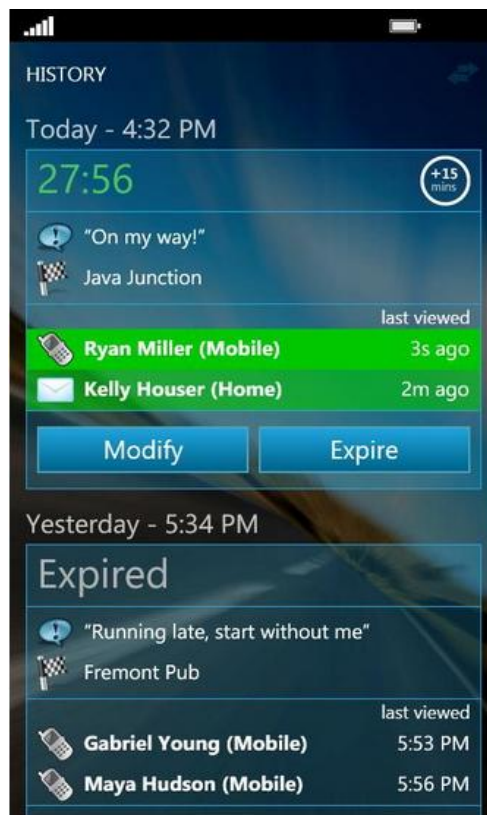 HISTORY
Today - 4:32 PM
27:56
+15
mins
"On my way!"
Java Junction
last viewed
Ryan Miller (Mobile) 3s ago
Kelly Houser (Home) 2m ago
Modify Expire
Yesterday - 5:34 PM
Expired
"Running late, start without me"
Fremont Pub
last viewed
Gabriel Young (Mobile) 5:53 PM
Maya Hudson (Mobile) 5:56 PM